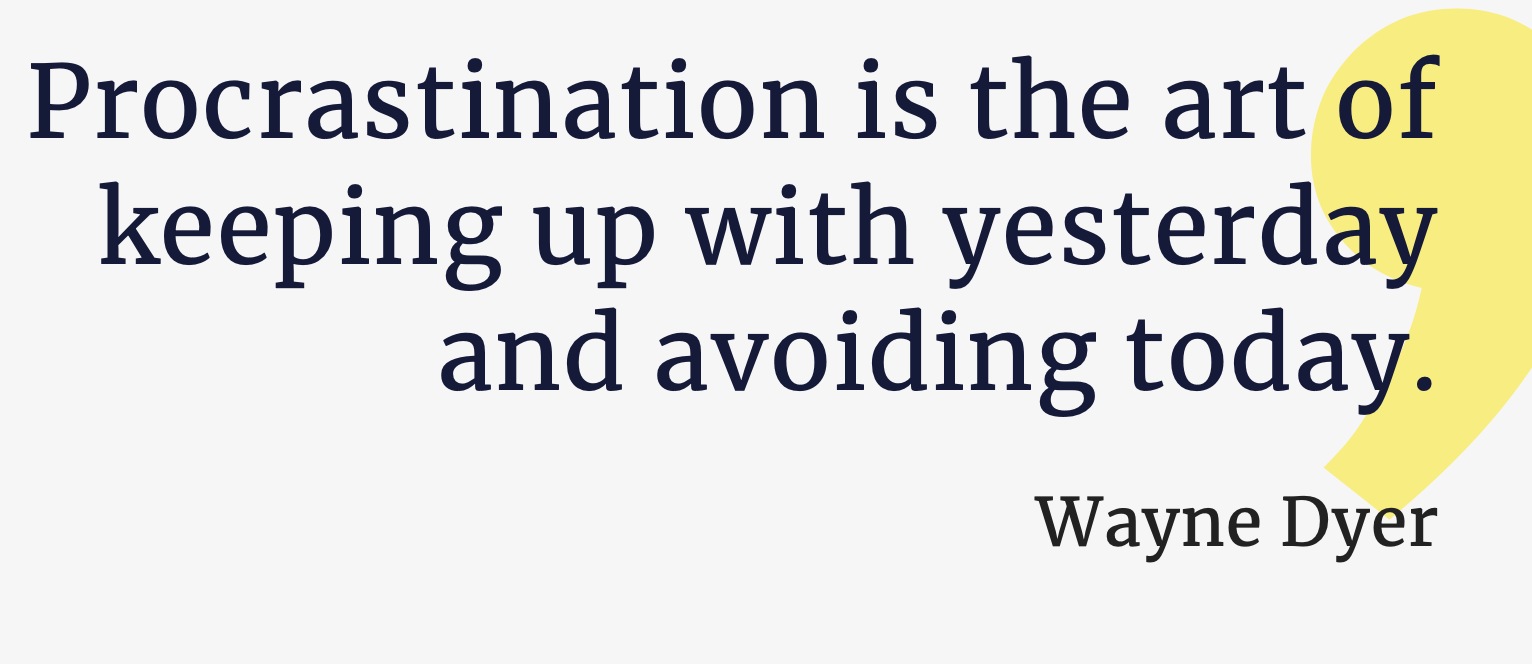 Procrastination is the art of
keeping up with yesterday
and avoiding today.
Wayne Dyer